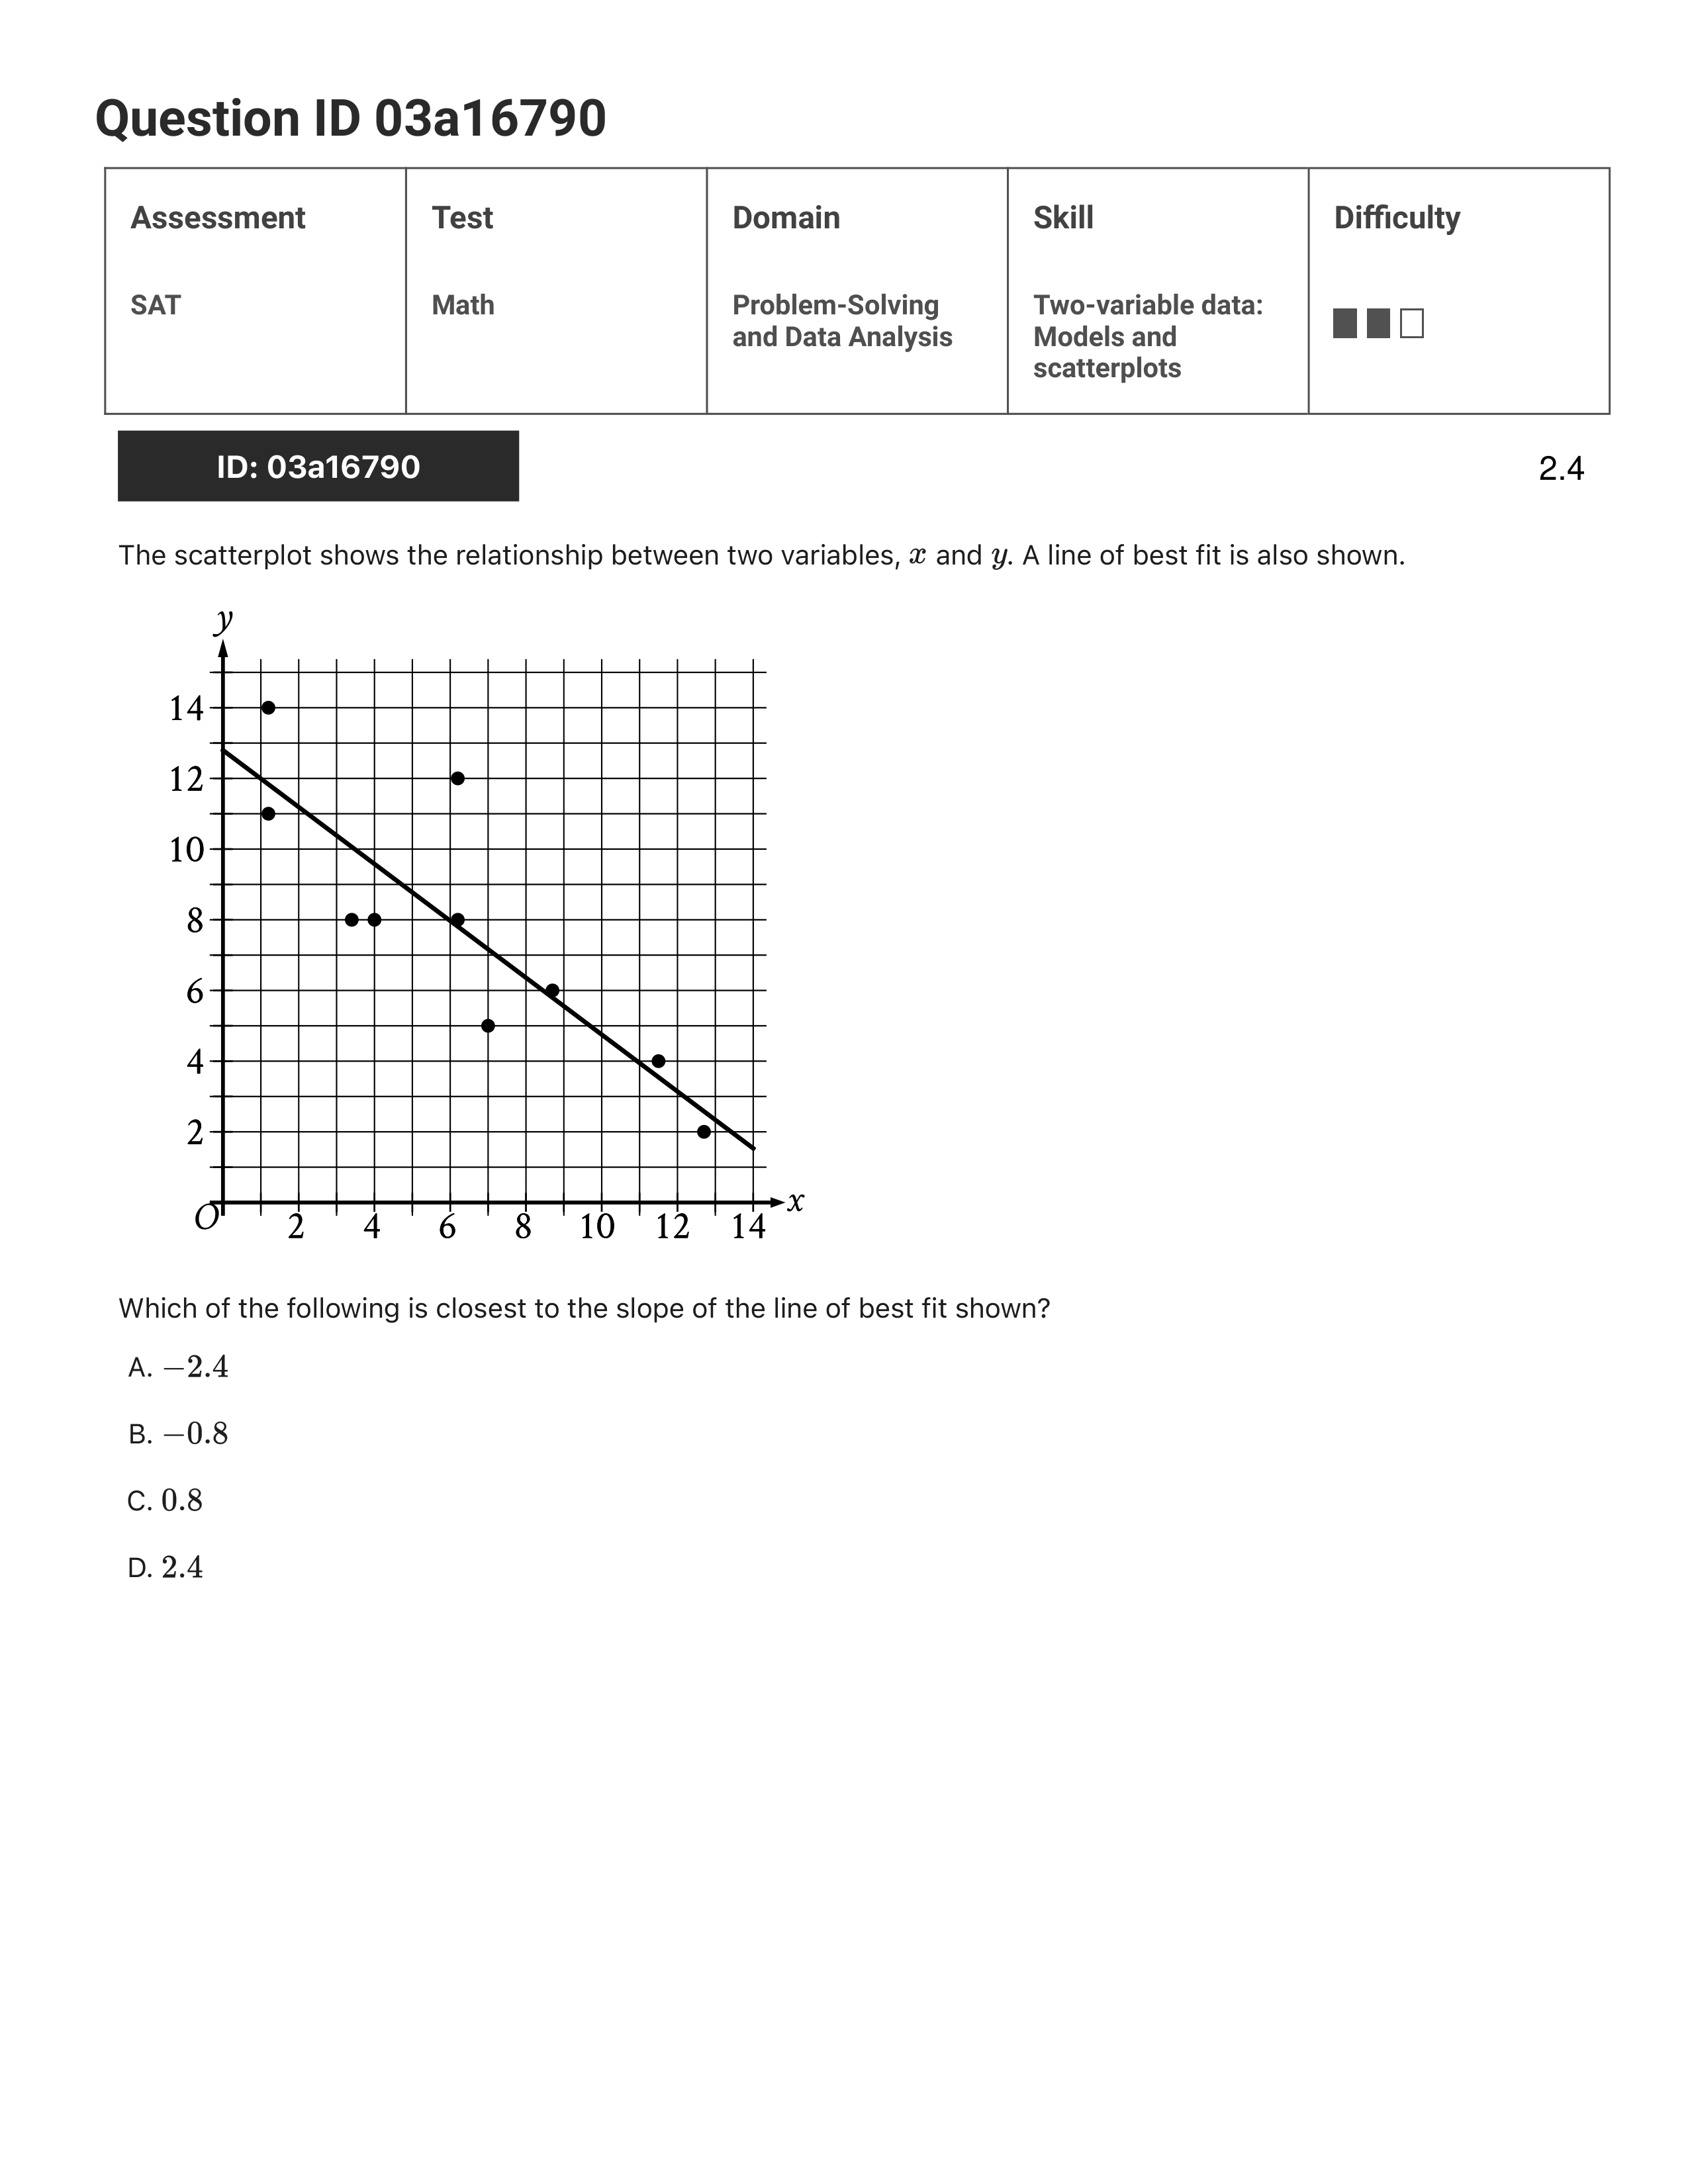 Question ID 03a16790
Assessment
Test
Domain
Skill
Difficulty
SAT
Math
Problem-Solving
and Data Analysis
Two-variable data:
Models and
scatterplots
ID: 03a16790
2.4
The scatterplot shows the relationship between two variables, x and y. A line of best fit is also shown.
y
14
12
10
8
6
4
2
O
2 4 6 8 10 12 14
x
Which of the following is closest to the slope of the line of best fit shown?
A. −2.4
B. −0.8
C. 0.8
D. 2.4